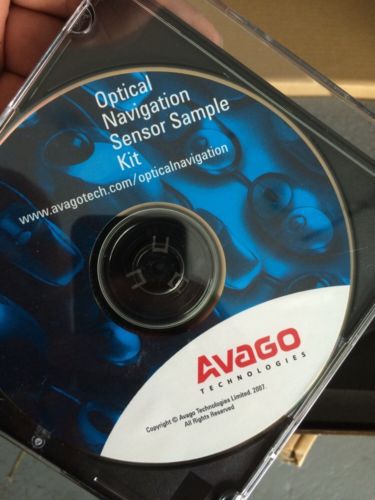 Optical
Navigation
Sensor Sample
Kit
www.avagotech.com/opticalnavigation
AVAGO
TECHNOLOGIES
Copyright © Avago Technologies Limited. 2007.
All Rights Reserved